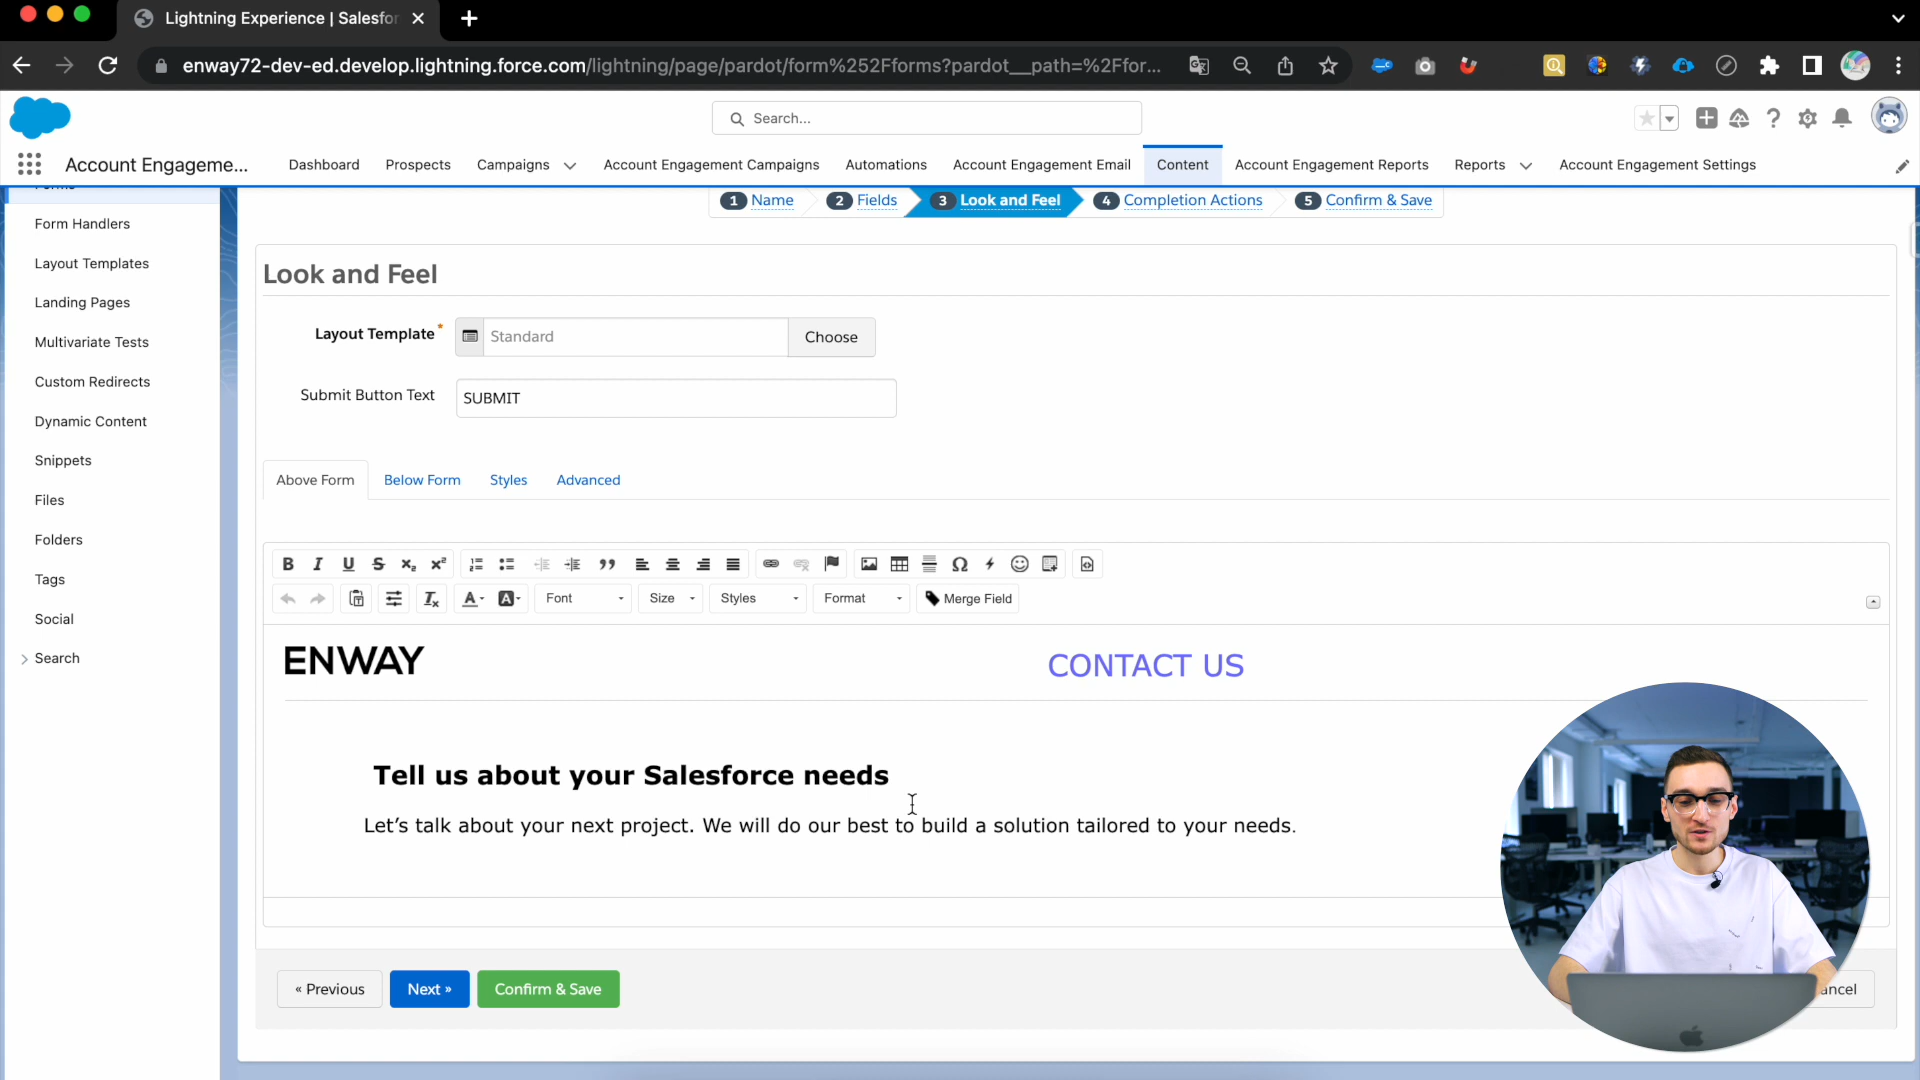 Lightning Experience | Salesfor
enway72-dev-ed.develop.lightning.force.com/lightning/page/pardot/form%252Fforms?pardot__path=%2Ffor...
Search...
Account Engageme...
Dashboard
Prospects
Campaigns
Account Engagement Campaigns
Automations
Account Engagement Email
Content
Account Engagement Reports
Reports
Account Engagement Settings
Forms
Form Handlers
Layout Templates
Landing Pages
Multivariate Tests
Custom Redirects
Dynamic Content
Snippets
Files
Folders
Tags
Social
Search
1 Name
2 Fields
3 Look and Feel
4 Completion Actions
5 Confirm & Save
Look and Feel
Layout Template*
Standard
Choose
Submit Button Text
SUBMIT
Above Form
Below Form
Styles
Advanced
Font
Size
Styles
Format
Merge Field
ENWAY
CONTACT US
Tell us about your Salesforce needs
Let’s talk about your next project. We will do our best to build a solution tailored to your needs.
« Previous
Next »
Confirm & Save
ancel